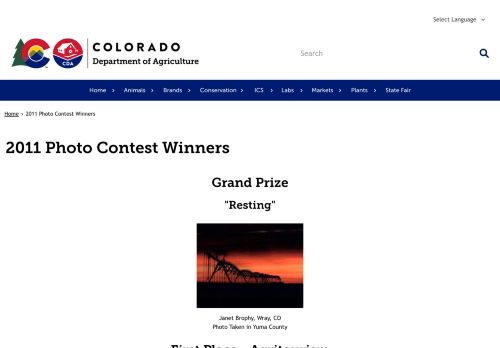 Select Language
COLORADO
Department of Agriculture
CDA
Search
Home Animals Brands Conservation ICS Labs Markets Plants State Fair
Home › 2011 Photo Contest Winners
2011 Photo Contest Winners
Grand Prize
"Resting"
Janet Brophy, Wray, CO
Photo Taken in Yuma County